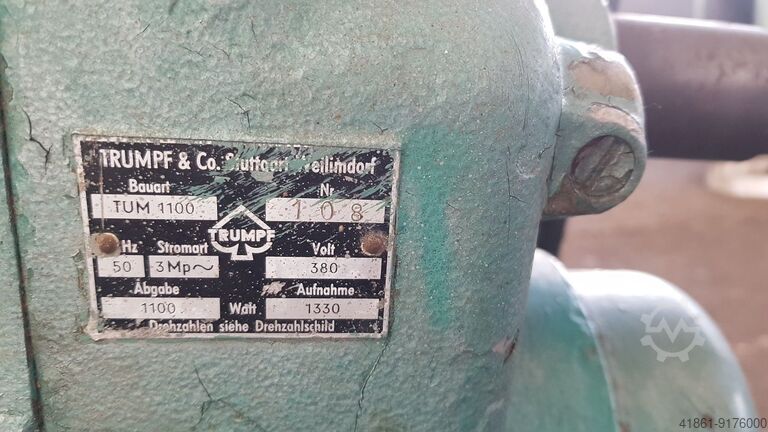 TRUMPF & Co. Stuttgart Weilimdorf
Bauart Nr
TUM 1100 108
TRUMPF
Hz Stromart Volt
50 3Mp~ 380
Abgabe Aufnahme
1100 Watt 1330
Drehzahlen siehe Drehzahlschild
41861-9176000